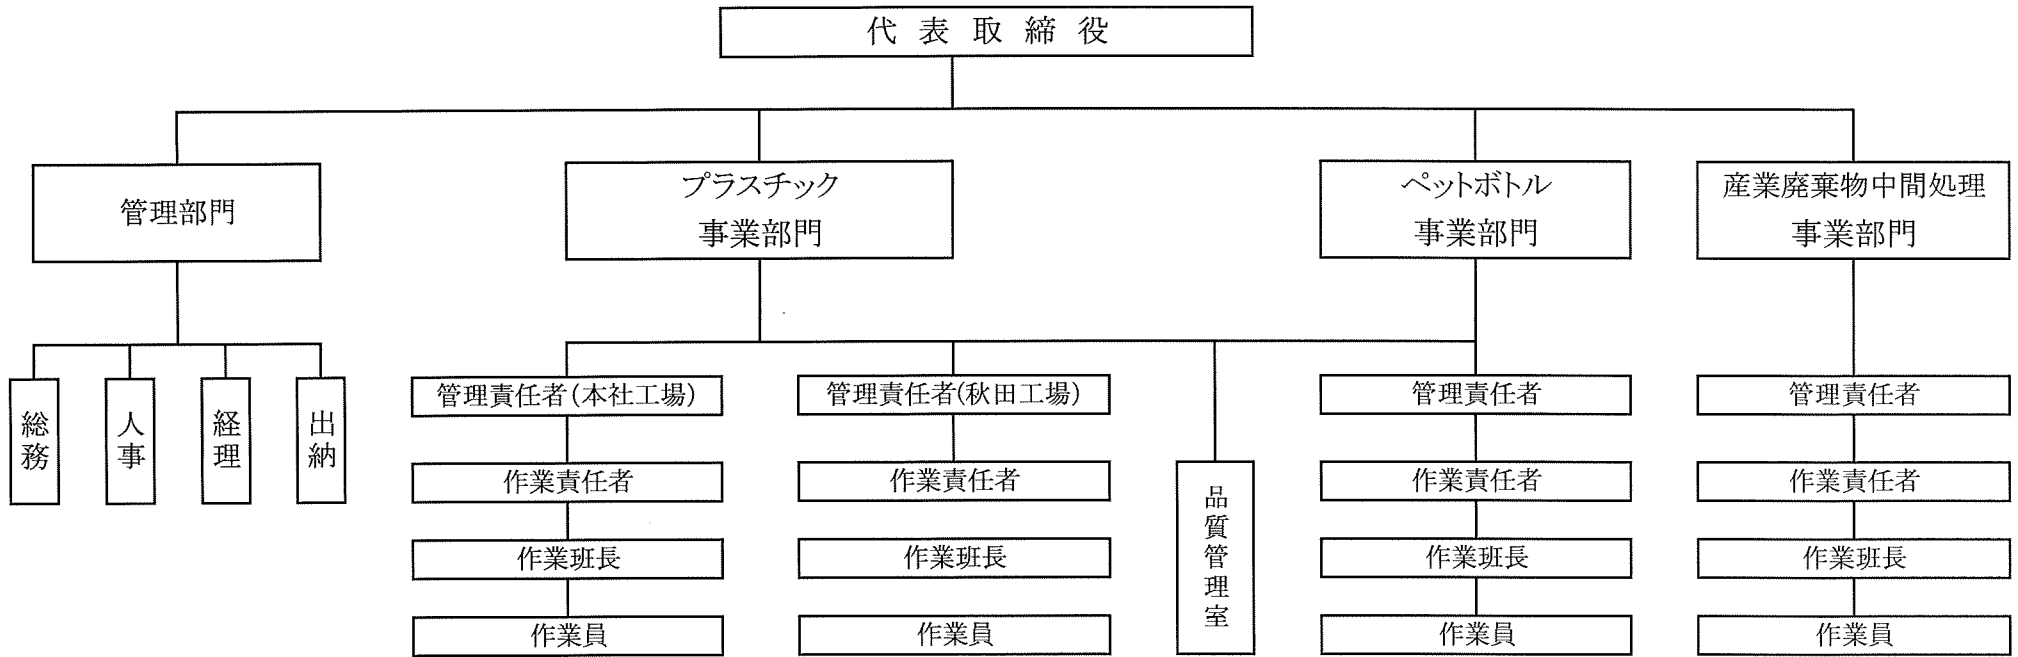 代表取締役
管理部門
プラスチック
事業部門
ペットボトル
事業部門
産業廃棄物中間処理
事業部門
総務
人事
経理
出納
管理責任者(本社工場)
管理責任者(秋田工場)
管理責任者
管理責任者
作業責任者
作業責任者
品質管理室
作業責任者
作業責任者
作業班長
作業班長
作業班長
作業班長
作業員
作業員
作業員
作業員